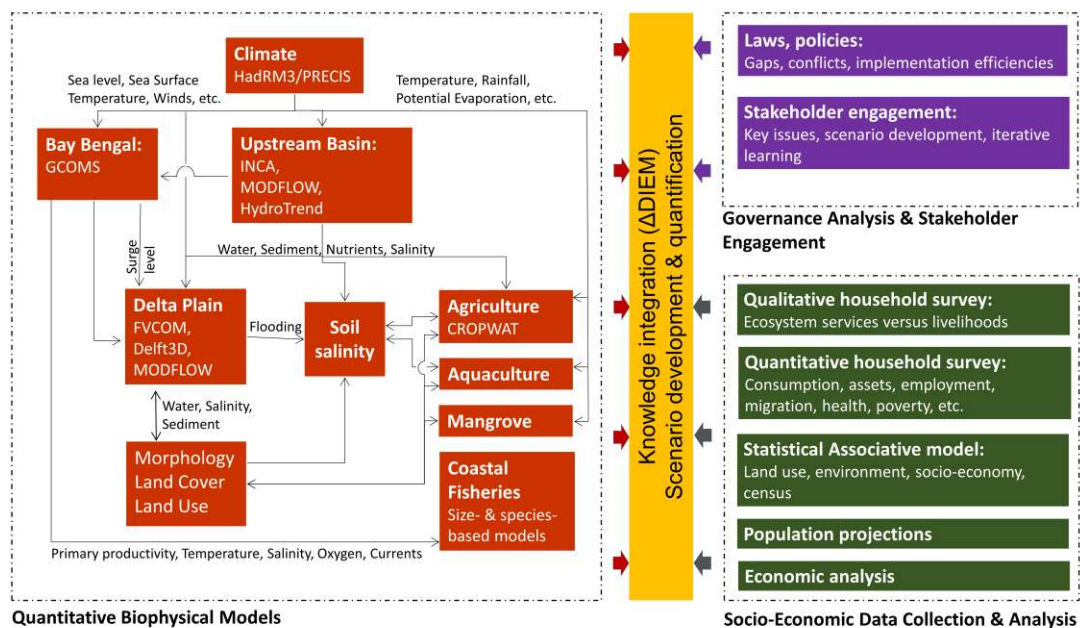 Climate
HadRM3/PRECIS
Sea level, Sea Surface
Temperature, Winds, etc.
Temperature, Rainfall,
Potential Evaporation, etc.
Bay Bengal:
GCOMS
Upstream Basin:
INCA,
MODFLOW,
HydroTrend
Surge
level
Water, Sediment, Nutrients, Salinity
Delta Plain
FVCOM,
Delft3D,
MODFLOW
Flooding
Soil
salinity
Agriculture
CROPWAT
Aquaculture
Mangrove
Water, Salinity,
Sediment
Morphology
Land Cover
Land Use
Coastal
Fisheries
Size- & species-
based models
Primary productivity, Temperature, Salinity, Oxygen, Currents
Quantitative Biophysical Models
Knowledge integration (ΔDIEM)
Scenario development & quantification
Laws, policies:
Gaps, conflicts, implementation efficiencies
Stakeholder engagement:
Key issues, scenario development, iterative
learning
Governance Analysis & Stakeholder
Engagement
Qualitative household survey:
Ecosystem services versus livelihoods
Quantitative household survey:
Consumption, assets, employment,
migration, health, poverty, etc.
Statistical Associative model:
Land use, environment, socio-economy,
census
Population projections
Economic analysis
Socio-Economic Data Collection & Analysis